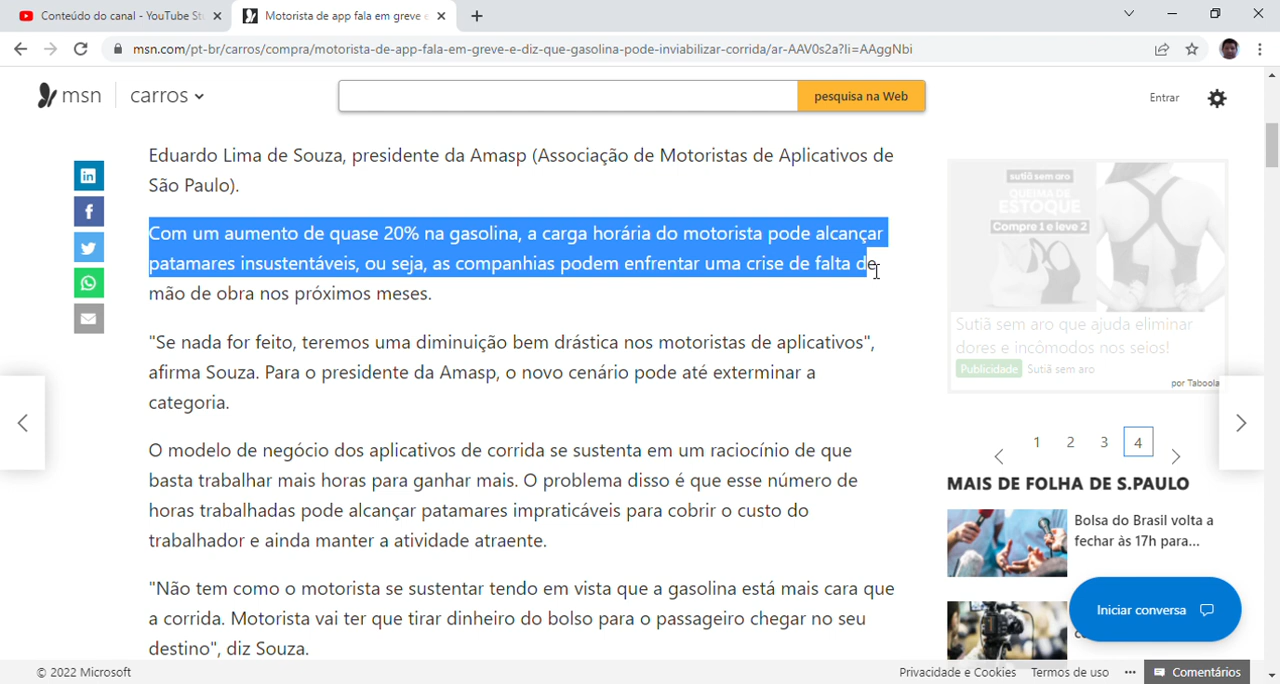 Conteúdo do canal - YouTube St
Motorista de app fala em greve e
msn.com/pt-br/carros/compra/motorista-de-app-fala-em-greve-e-diz-que-gasolina-pode-inviabilizar-corrida/ar-AAV0s2a?li=AAggNbi
msn
carros
pesquisa na Web
Entrar
Eduardo Lima de Souza, presidente da Amasp (Associação de Motoristas de Aplicativos de
São Paulo).
Com um aumento de quase 20% na gasolina, a carga horária do motorista pode alcançar
patamares insustentáveis, ou seja, as companhias podem enfrentar uma crise de falta de
mão de obra nos próximos meses.
"Se nada for feito, teremos uma diminuição bem drástica nos motoristas de aplicativos",
afirma Souza. Para o presidente da Amasp, o novo cenário pode até exterminar a
categoria.
O modelo de negócio dos aplicativos de corrida se sustenta em um raciocínio de que
basta trabalhar mais horas para ganhar mais. O problema disso é que esse número de
horas trabalhadas pode alcançar patamares impraticáveis para cobrir o custo do
trabalhador e ainda manter a atividade atraente.
"Não tem como o motorista se sustentar tendo em vista que a gasolina está mais cara que
a corrida. Motorista vai ter que tirar dinheiro do bolso para o passageiro chegar no seu
destino", diz Souza.
sutiã sem aro
QUEIMA DE
ESTOQUE
Compre 1 e leve 2
Sutiã sem aro que ajuda eliminar
dores e incômodos nos seios!
Publicidade Sutiã sem aro
por Taboola
1 2 3 4
MAIS DE FOLHA DE S.PAULO
Bolsa do Brasil volta a
fechar às 17h para...
Iniciar conversa
© 2022 Microsoft
Privacidade e Cookies Termos de uso ... Comentários